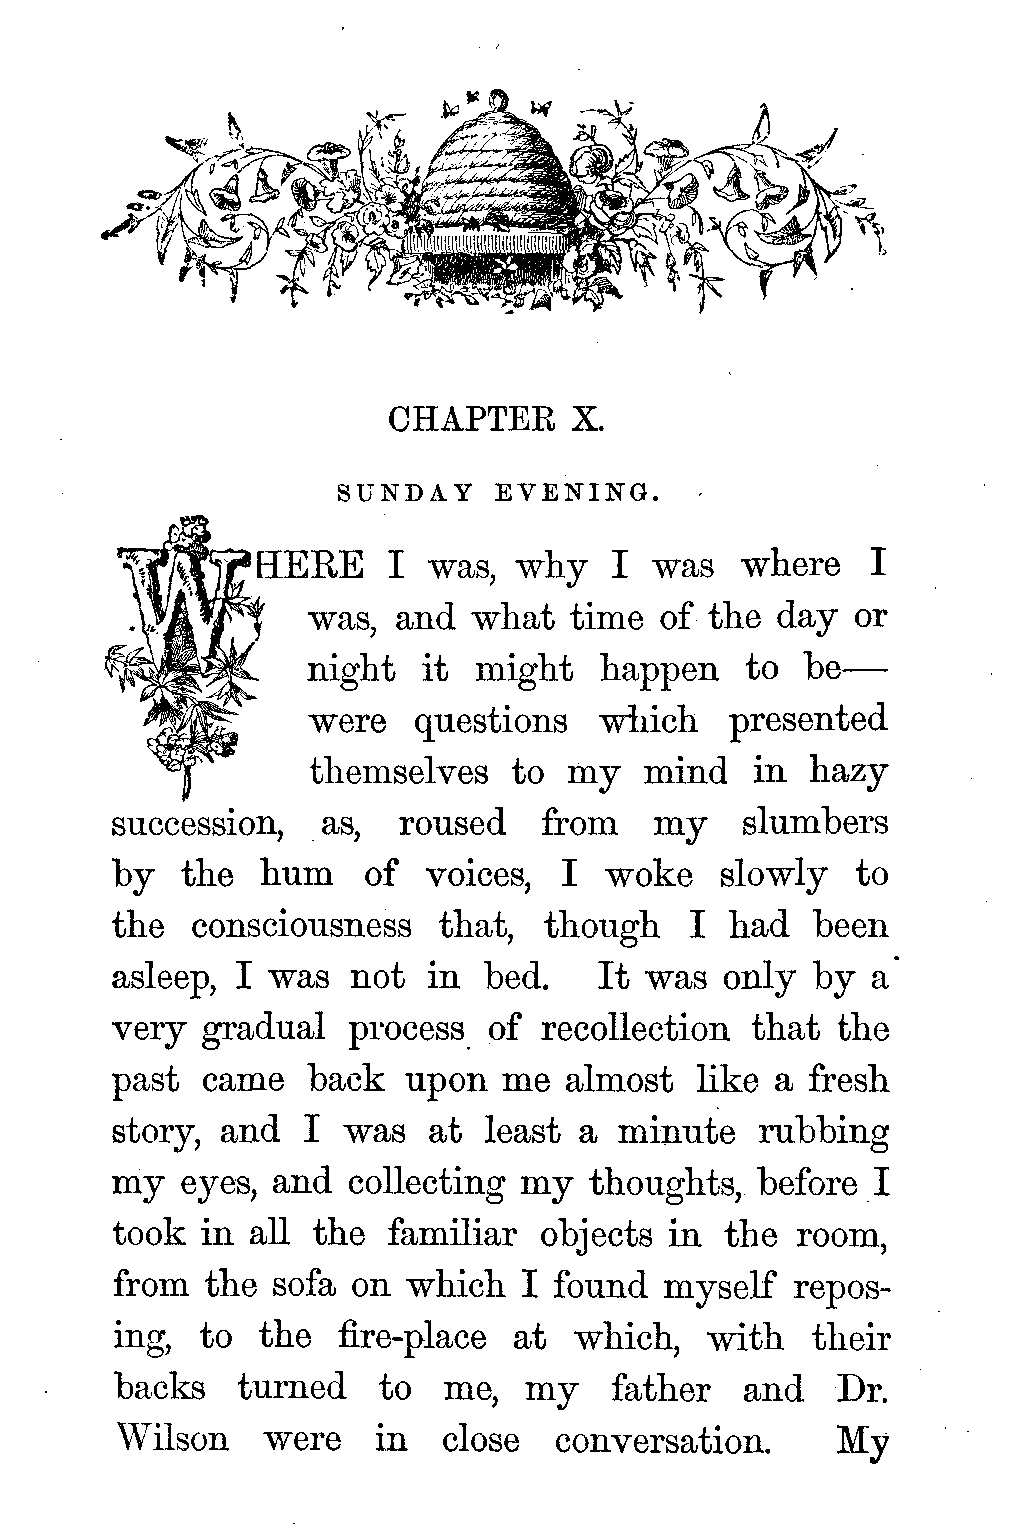 CHAPTER X.
SUNDAY EVENING.
WHERE I was, why I was where I
was, and what time of the day or
night it might happen to be—
were questions which presented
themselves to my mind in hazy
succession, as, roused from my slumbers
by the hum of voices, I woke slowly to
the consciousness that, though I had been
asleep, I was not in bed. It was only by a
very gradual process of recollection that the
past came back upon me almost like a fresh
story, and I was at least a minute rubbing
my eyes, and collecting my thoughts, before I
took in all the familiar objects in the room,
from the sofa on which I found myself repos-
ing, to the fire-place at which, with their
backs turned to me, my father and Dr.
Wilson were in close conversation. My